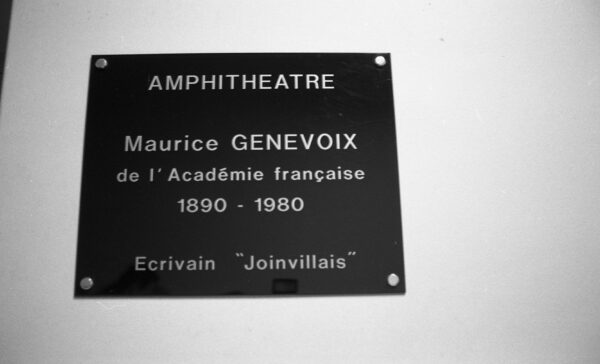 AMPHITHEATRE
Maurice GENEVOIX
de l'Académie française
1890 - 1980
Ecrivain "Joinvillais"